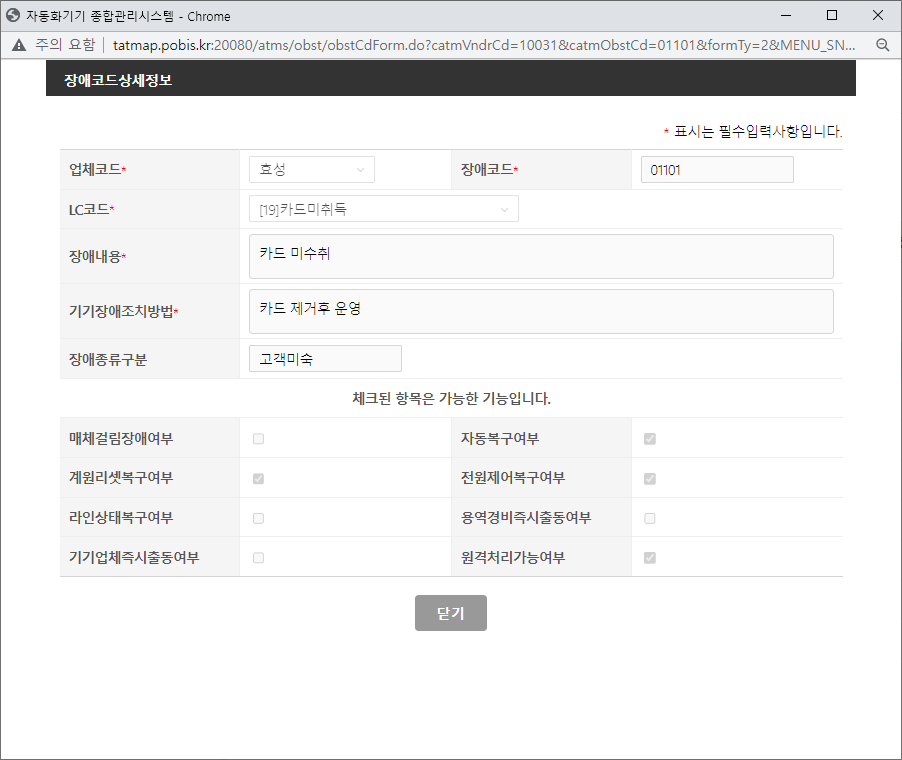 자동화기기 종합관리시스템 - Chrome
주의 요함 | tatmap.pobis.kr:20080/atms/obst/obstCdForm.do?catmVndrCd=10031&catmObstCd=01101&formTy=2&MENU_SN...
장애코드상세정보
* 표시는 필수입력사항입니다.
업체코드* 효성 장애코드* 01101
LC코드* [19]카드미취득
장애내용* 카드 미수취
기기장애조치방법* 카드 제거후 운영
장애종류구분 고객미숙
체크된 항목은 가능한 기능입니다.
매체걸림장애여부 자동복구여부
계원리셋복구여부 전원제어복구여부
라인상태복구여부 용역경비즉시출동여부
기기업체즉시출동여부 원격처리가능여부
닫기